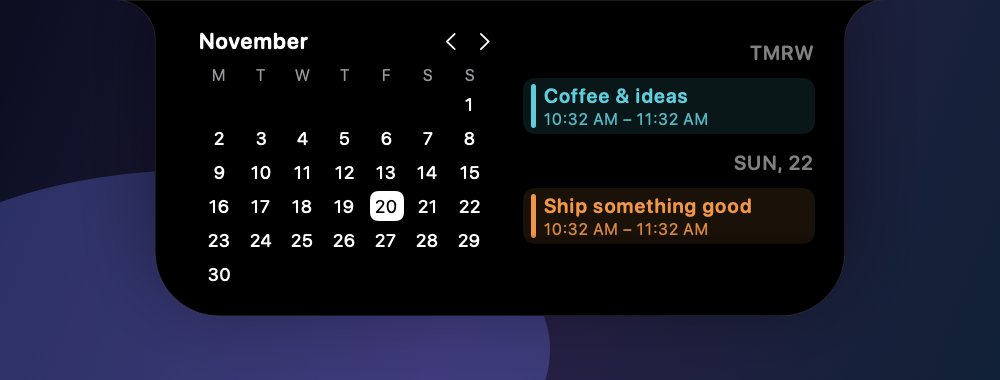 November
M T W T F S S
1
2 3 4 5 6 7 8
9 10 11 12 13 14 15
16 17 18 19 20 21 22
23 24 25 26 27 28 29
30
TMRW
Coffee & ideas
10:32 AM – 11:32 AM
SUN, 22
Ship something good
10:32 AM – 11:32 AM